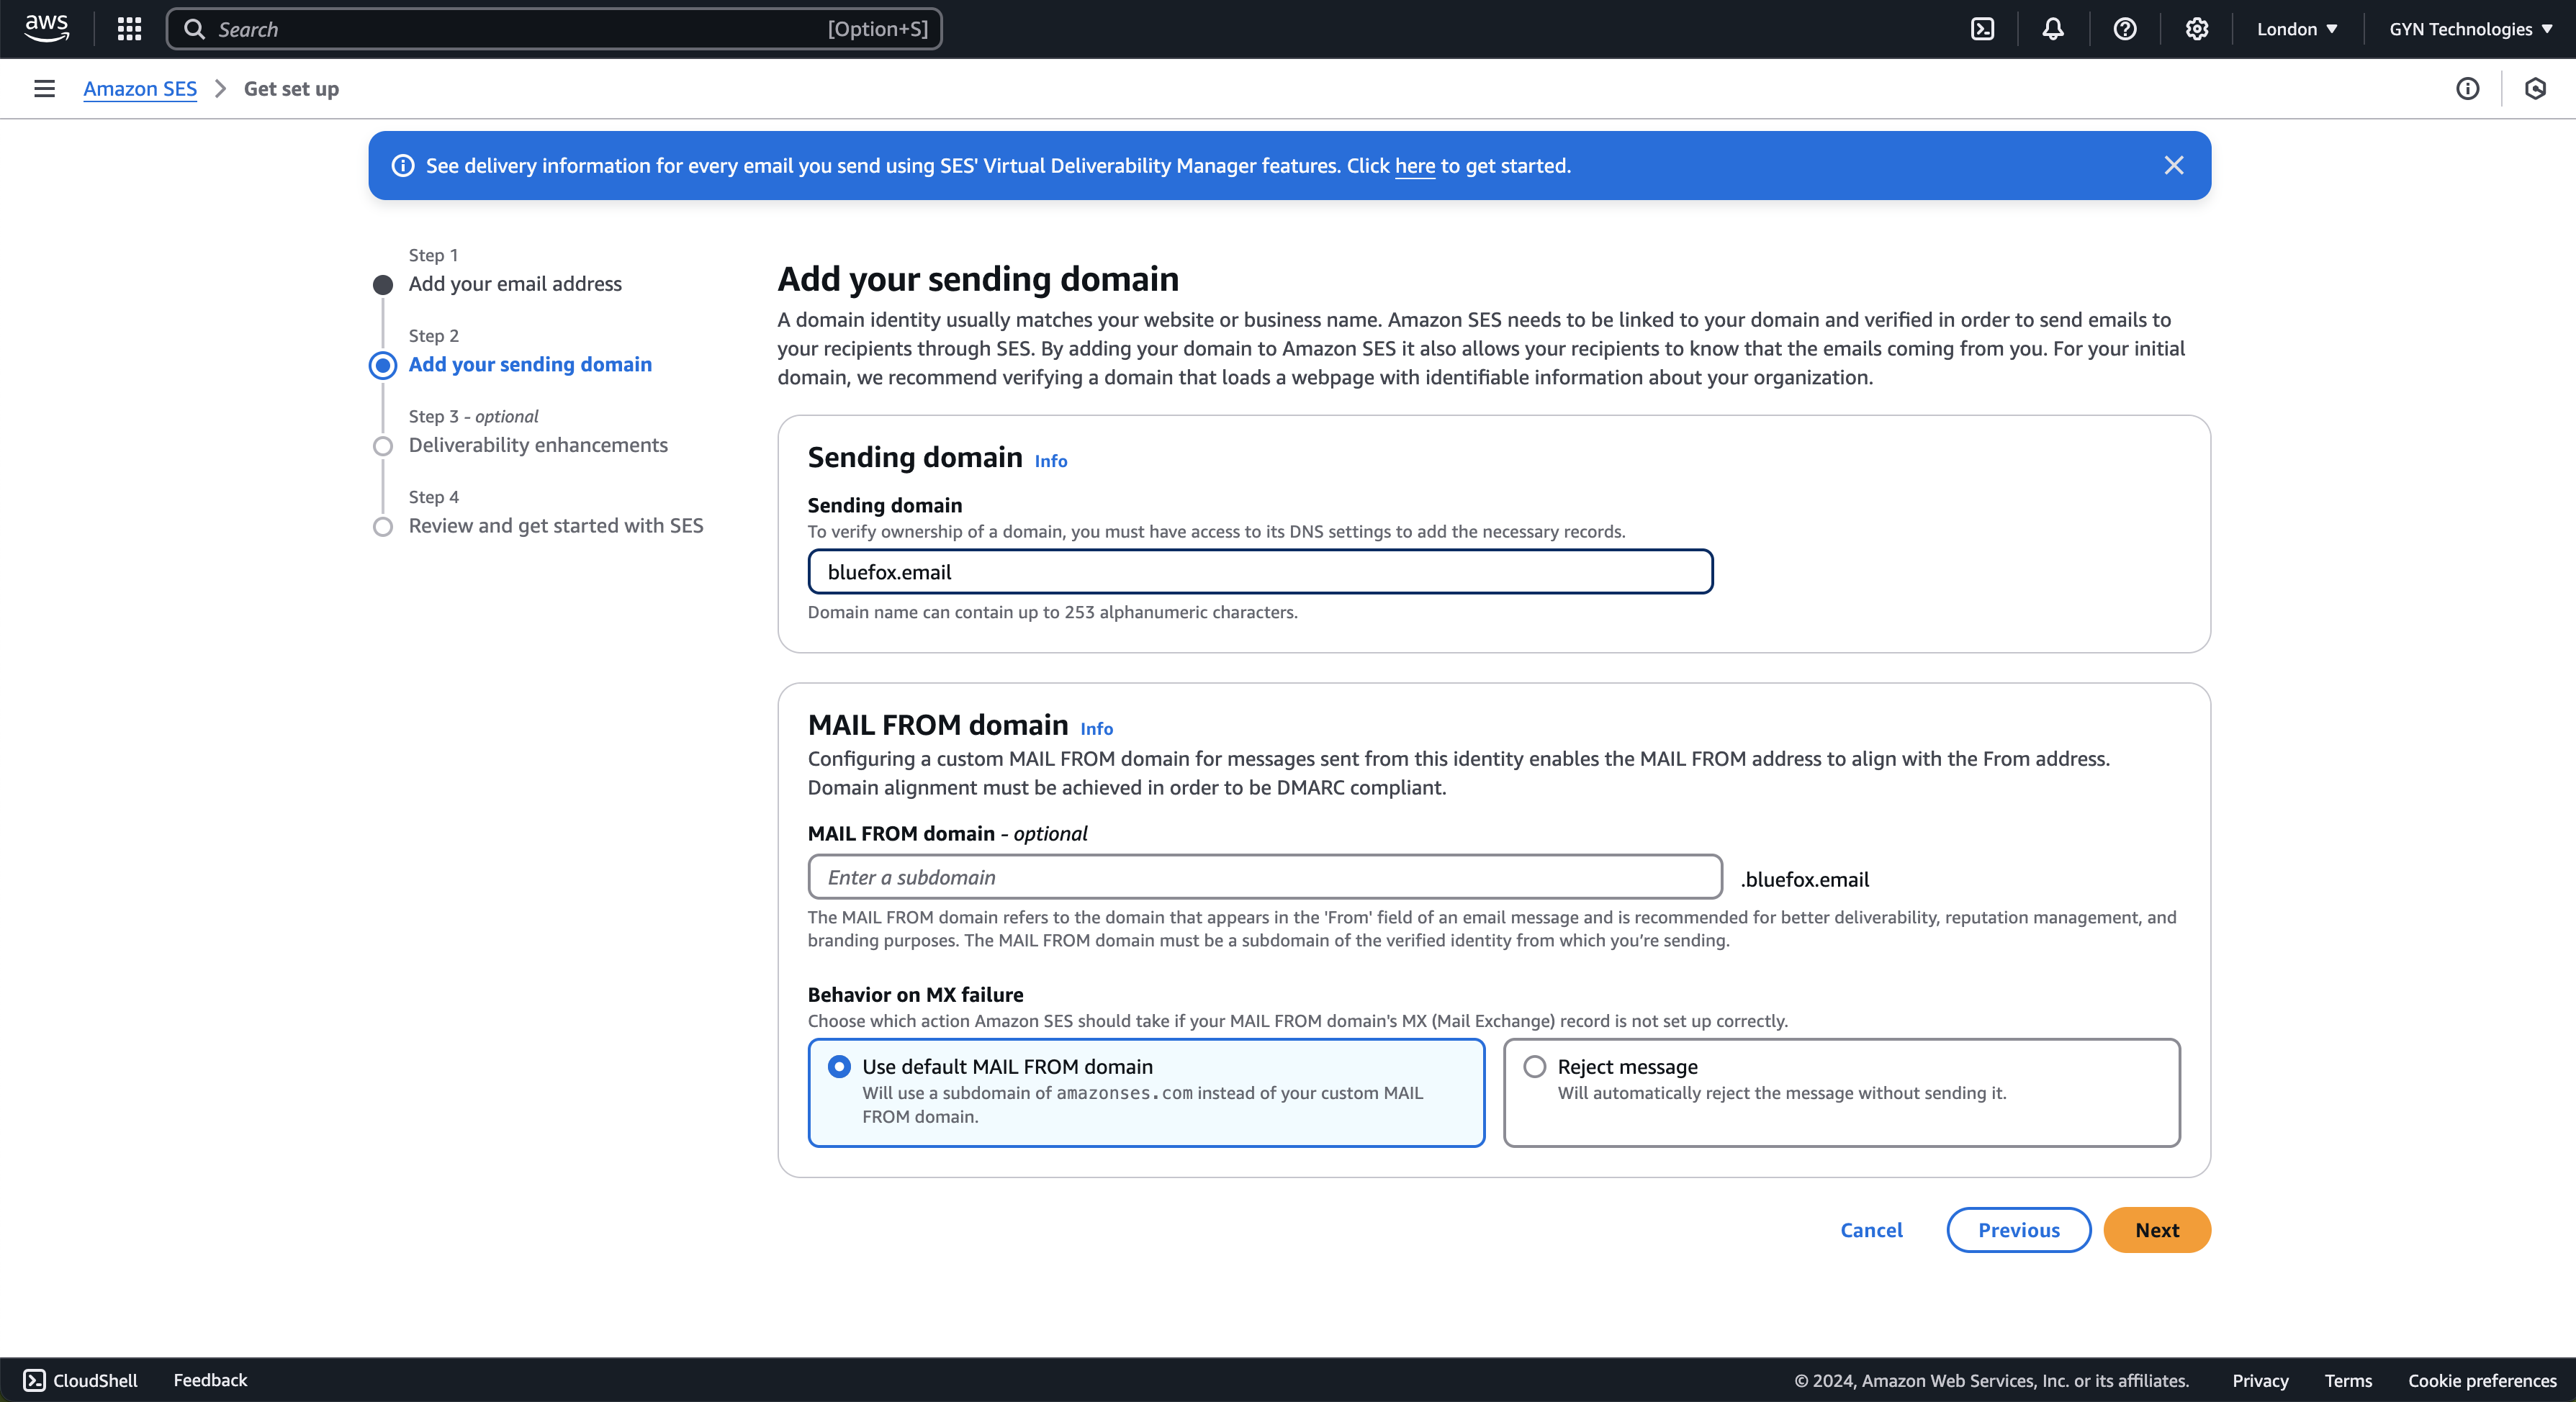 aws
Search [Option+S]
London
GYN Technologies
Amazon SES
Get set up
See delivery information for every email you send using SES' Virtual Deliverability Manager features. Click here to get started.
Step 1
Add your email address
Step 2
Add your sending domain
Step 3 - optional
Deliverability enhancements
Step 4
Review and get started with SES
Add your sending domain
A domain identity usually matches your website or business name. Amazon SES needs to be linked to your domain and verified in order to send emails to
your recipients through SES. By adding your domain to Amazon SES it also allows your recipients to know that the emails coming from you. For your initial
domain, we recommend verifying a domain that loads a webpage with identifiable information about your organization.
Sending domain Info
Sending domain
To verify ownership of a domain, you must have access to its DNS settings to add the necessary records.
bluefox.email
Domain name can contain up to 253 alphanumeric characters.
MAIL FROM domain Info
Configuring a custom MAIL FROM domain for messages sent from this identity enables the MAIL FROM address to align with the From address.
Domain alignment must be achieved in order to be DMARC compliant.
MAIL FROM domain - optional
Enter a subdomain .bluefox.email
The MAIL FROM domain refers to the domain that appears in the 'From' field of an email message and is recommended for better deliverability, reputation management, and
branding purposes. The MAIL FROM domain must be a subdomain of the verified identity from which you’re sending.
Behavior on MX failure
Choose which action Amazon SES should take if your MAIL FROM domain's MX (Mail Exchange) record is not set up correctly.
Use default MAIL FROM domain
Will use a subdomain of amazonses.com instead of your custom MAIL
FROM domain.
Reject message
Will automatically reject the message without sending it.
Cancel
Previous
Next
CloudShell
Feedback
© 2024, Amazon Web Services, Inc. or its affiliates.
Privacy
Terms
Cookie preferences